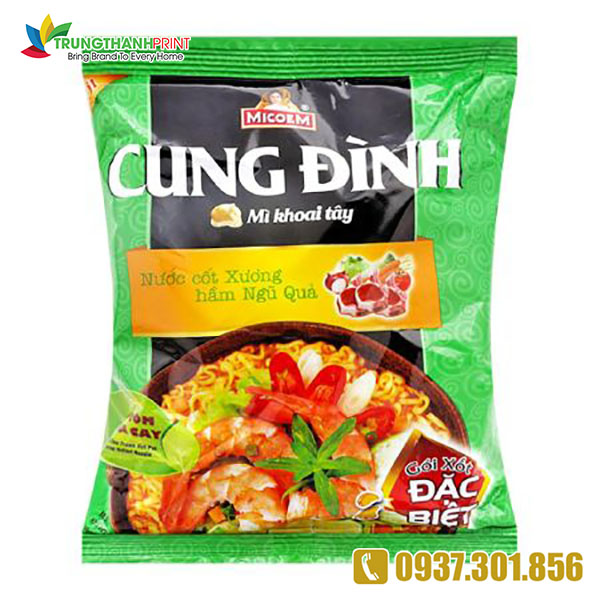 TRUNGTHANHPRINT
Bring Brand To Every Home
MICOEM
CUNG ĐÌNH
Mì khoai tây
Nước cốt Xương
hầm Ngũ Quả
CAY
Gói Xốt
ĐẶC
BIỆT
0937.301.856